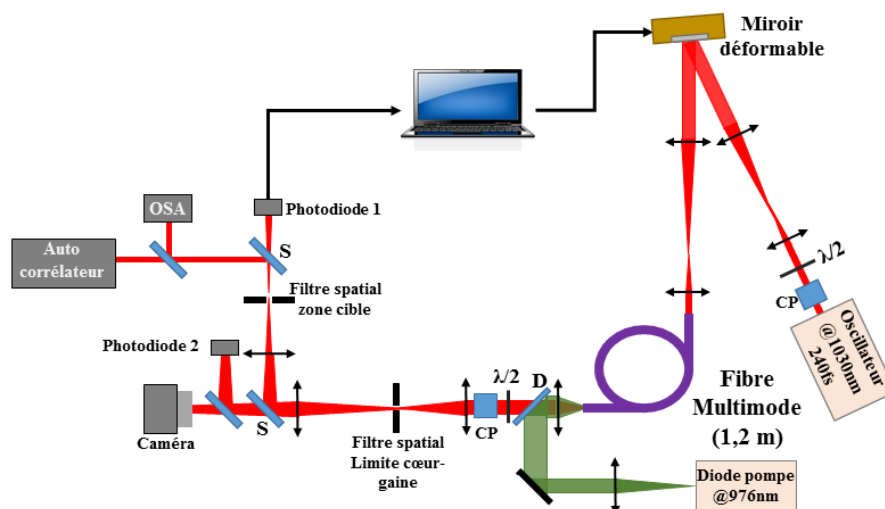 Miroir
déformable
OSA
Photodiode 1
Auto
corrélateur
S
λ/2
Filtre spatial
zone cible
CP
Oscillateur
@1030nm
240fs
Photodiode 2
λ/2
D
Fibre
Multimode
(1,2 m)
Caméra
S
CP
Filtre spatial
Limite cœur-
gaine
Diode pompe
@976nm